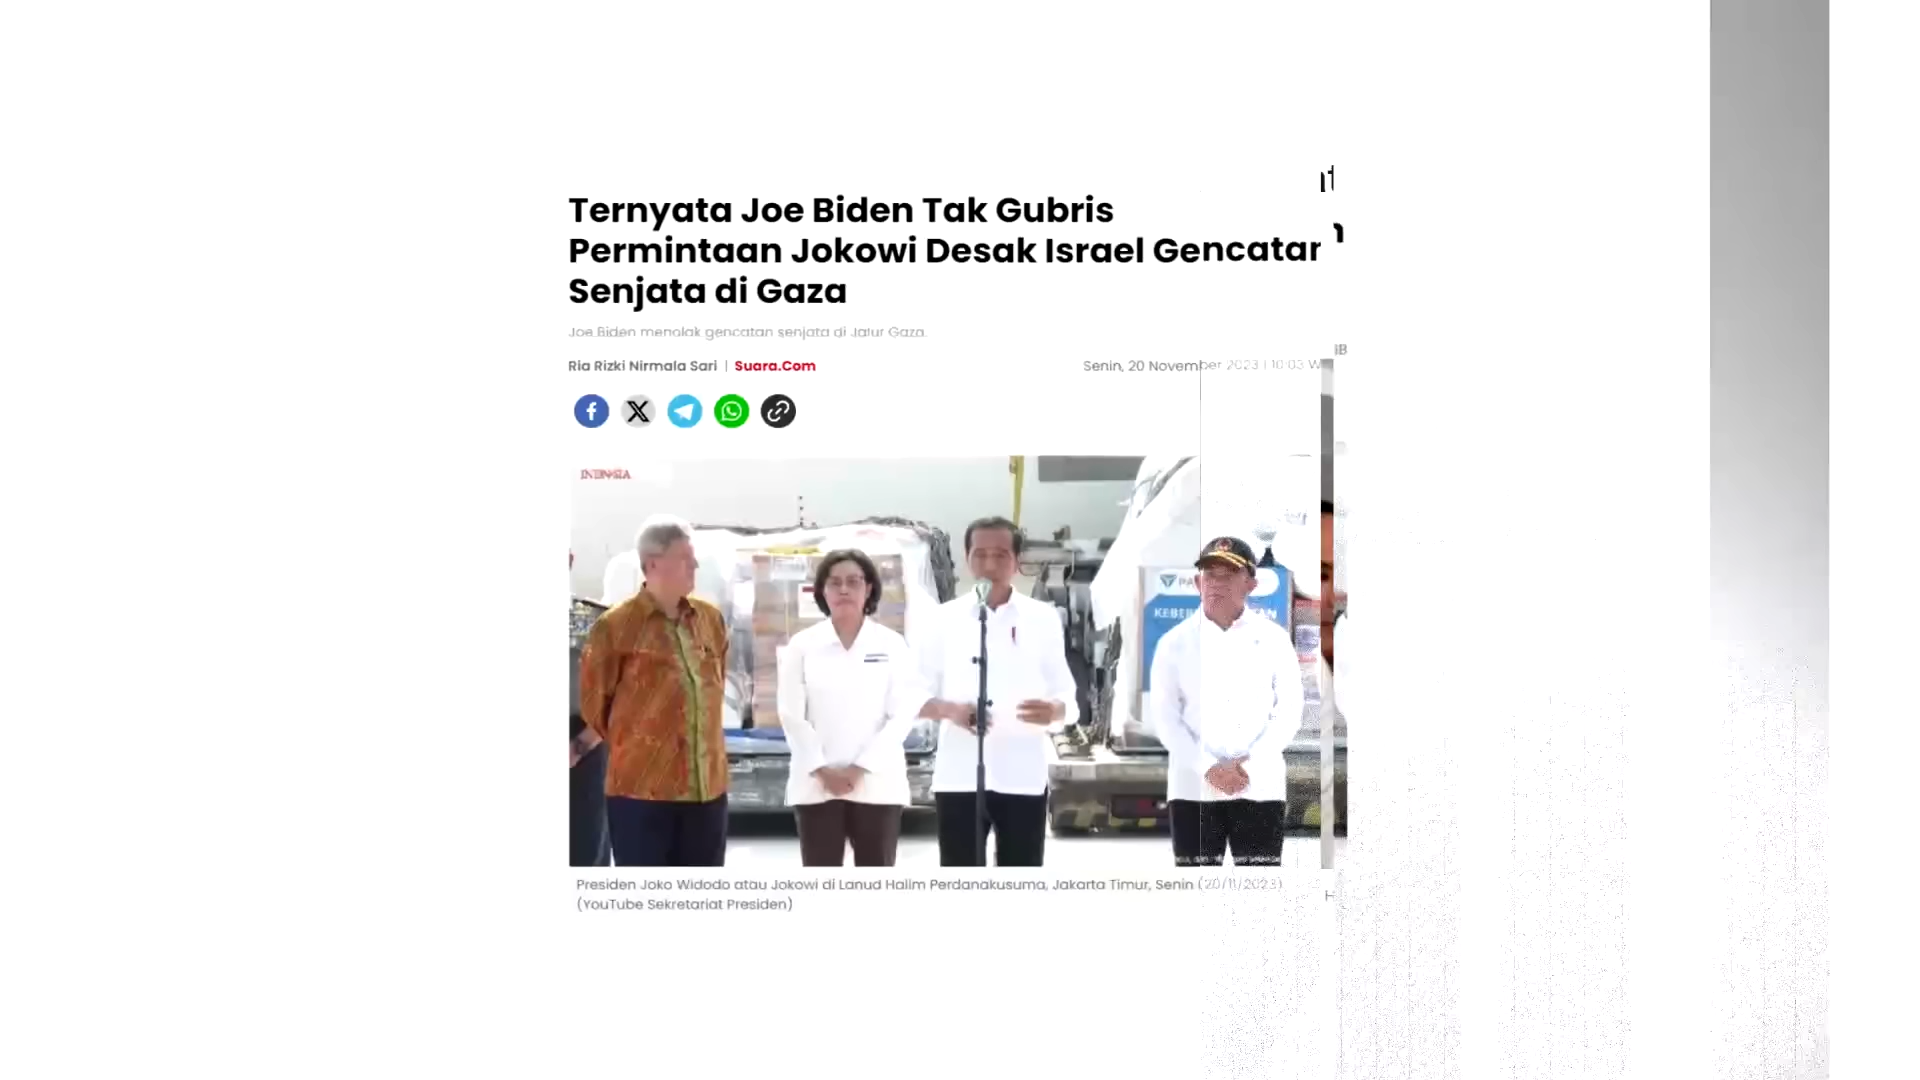 Ternyata Joe Biden Tak Gubris
Permintaan Jokowi Desak Israel Gencatan
Senjata di Gaza
Joe Biden menolak gencatan senjata di Jalur Gaza.
Ria Rizki Nirmala Sari | Suara.Com
Senin, 20 November 2023 | 10:03 W
Presiden Joko Widodo atau Jokowi di Lanud Halim Perdanakusuma, Jakarta Timur, Senin (20/11/2023)
(YouTube Sekretariat Presiden)